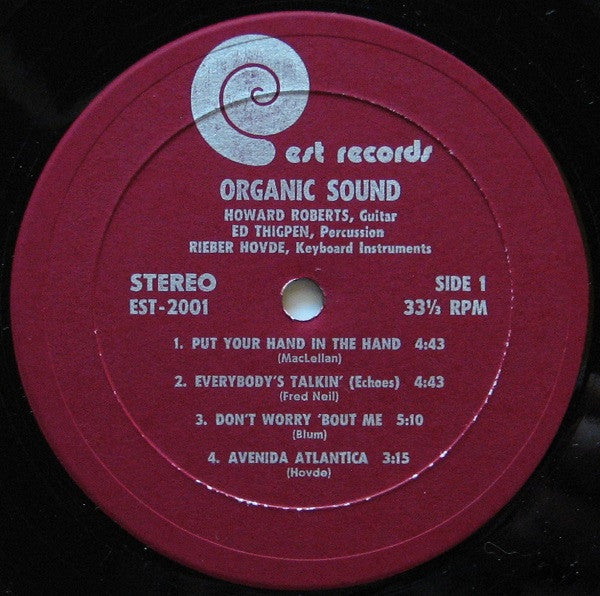 est records
ORGANIC SOUND
HOWARD ROBERTS, Guitar
ED THIGPEN, Percussion
RIEBER HOVDE, Keyboard Instruments
STEREO SIDE 1
EST-2001 33⅓ RPM
1. PUT YOUR HAND IN THE HAND 4:43
(MacLellan)
2. EVERYBODY'S TALKIN' (Echoes) 4:43
(Fred Neil)
3. DON'T WORRY 'BOUT ME 5:10
(Blum)
4. AVENIDA ATLANTICA 3:15
(Hovde)